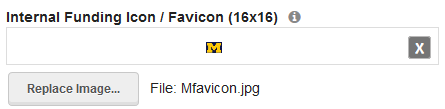 Internal Funding Icon / Favicon (16x16) i
M
X
Replace Image... File: Mfavicon.jpg